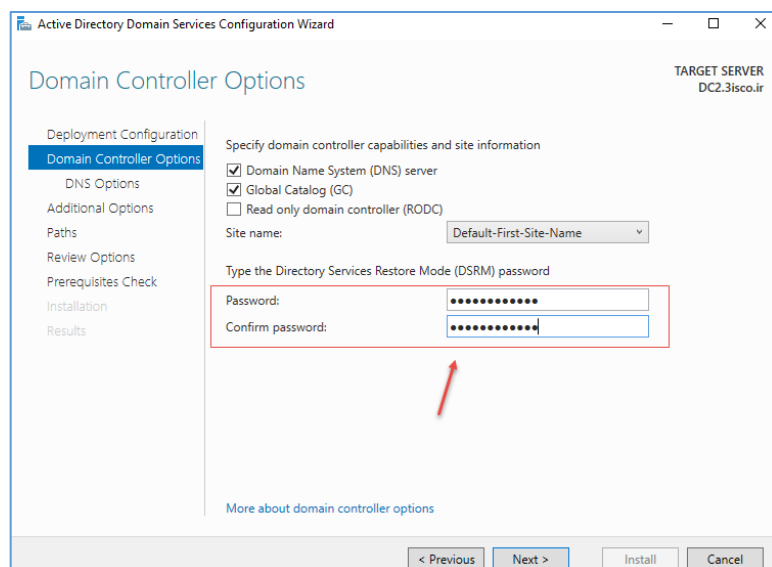 Active Directory Domain Services Configuration Wizard
Domain Controller Options
TARGET SERVER
DC2.3isco.ir
Deployment Configuration
Domain Controller Options
DNS Options
Additional Options
Paths
Review Options
Prerequisites Check
Installation
Results
Specify domain controller capabilities and site information
Domain Name System (DNS) server
Global Catalog (GC)
Read only domain controller (RODC)
Site name: Default-First-Site-Name
Type the Directory Services Restore Mode (DSRM) password
Password: ●●●●●●●●●●●●
Confirm password: ●●●●●●●●●●●●
More about domain controller options
< Previous Next > Install Cancel